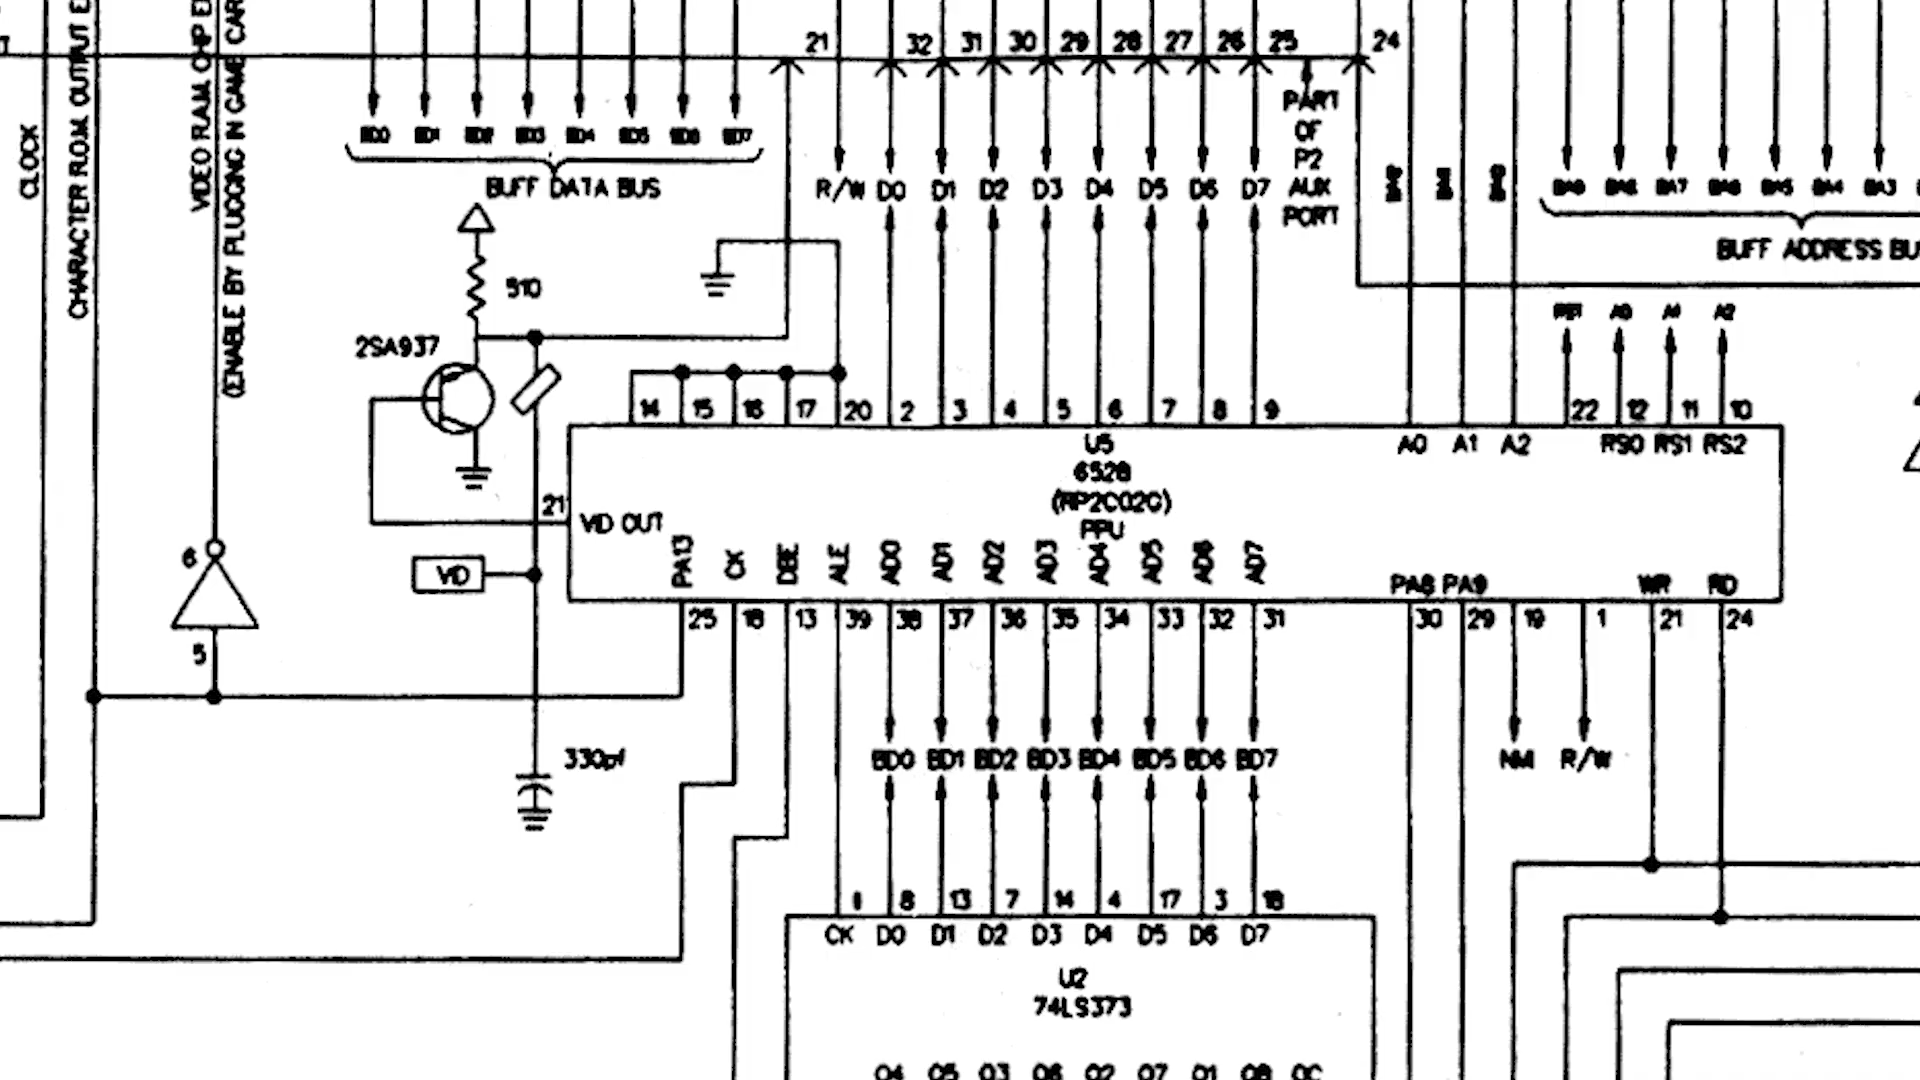 21 32 31 30 29 28 27 26 25 24
CLOCK
CHARACTER R.O.M. OUTPUT
VIDEO RAM. CHIP
(ENABLE BY PLUGGING IN GAME CAR
BD0 BD1 BD2 BD3 BD4 BD5 BD6 BD7
BUFF DATA BUS
R/W D0 D1 D2 D3 D4 D5 D6 D7
PART
OF
P2
AUX
PORT
BA7 BA5 BA4 BA3
BUFF ADDRESS BU
510
2SA937
A0 A1 A2
14 15 16 17 20 2 3 4 5 6 7 8 9 22 12 11 10
U5
6528
(RP2C02G)
PPU
A0 A1 A2 RS0 RS1 RS2
21
VID OUT
VID
PA13 CK DBE ALE AD0 AD1 AD2 AD3 AD4 AD5 AD6 AD7 PA8 PA9 WR RD
25 18 13 39 38 37 36 35 34 33 32 31 30 29 19 1 21 24
6
5
330pf
BD0 BD1 BD2 BD3 BD4 BD5 BD6 BD7 NMI R/W
8 13 7 14 4 17 3 18
CK D0 D1 D2 D3 D4 D5 D6 D7
U2
74LS373